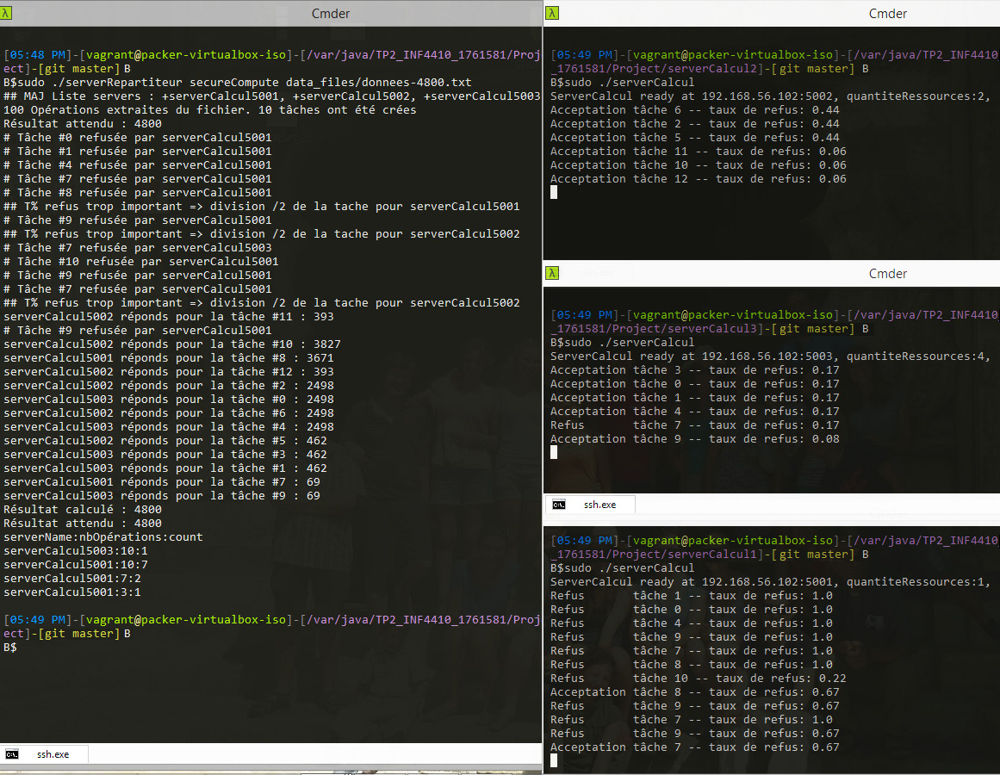 λ
Cmder
[05:48 PM]-[vagrant@packer-virtualbox-iso]-[/var/java/TP2_INF4410_1761581/Proj
ect]-[git master] B
B$sudo ./serverRepartiteur secureCompute data_files/donnees-4800.txt
## MAJ Liste servers : +serverCalcul5001, +serverCalcul5002, +serverCalcul5003
100 Opérations extraites du fichier. 10 tâches ont été crées
Résultat attendu : 4800
# Tâche #0 refusée par serverCalcul5001
# Tâche #1 refusée par serverCalcul5001
# Tâche #4 refusée par serverCalcul5001
# Tâche #7 refusée par serverCalcul5001
# Tâche #8 refusée par serverCalcul5001
## T% refus trop important => division /2 de la tache pour serverCalcul5001
# Tâche #9 refusée par serverCalcul5001
## T% refus trop important => division /2 de la tache pour serverCalcul5002
# Tâche #7 refusée par serverCalcul5003
# Tâche #10 refusée par serverCalcul5001
# Tâche #9 refusée par serverCalcul5001
# Tâche #7 refusée par serverCalcul5001
## T% refus trop important => division /2 de la tache pour serverCalcul5002
serverCalcul5002 réponds pour la tâche #11 : 393
# Tâche #9 refusée par serverCalcul5001
serverCalcul5002 réponds pour la tâche #10 : 3827
serverCalcul5001 réponds pour la tâche #8 : 3671
serverCalcul5002 réponds pour la tâche #12 : 393
serverCalcul5002 réponds pour la tâche #2 : 2498
serverCalcul5003 réponds pour la tâche #0 : 2498
serverCalcul5002 réponds pour la tâche #6 : 2498
serverCalcul5003 réponds pour la tâche #4 : 2498
serverCalcul5002 réponds pour la tâche #5 : 462
serverCalcul5003 réponds pour la tâche #3 : 462
serverCalcul5003 réponds pour la tâche #1 : 462
serverCalcul5001 réponds pour la tâche #7 : 69
serverCalcul5003 réponds pour la tâche #9 : 69
Résultat calculé : 4800
Résultat attendu : 4800
serverName:nbOpérations:count
serverCalcul5003:10:1
serverCalcul5001:10:7
serverCalcul5001:7:2
serverCalcul5001:3:1
[05:49 PM]-[vagrant@packer-virtualbox-iso]-[/var/java/TP2_INF4410_1761581/Proj
ect]-[git master] B
B$
ssh.exe
λ
Cmder
[05:49 PM]-[vagrant@packer-virtualbox-iso]-[/var/java/TP2_INF4410
_1761581/Project/serverCalcul2]-[git master] B
B$sudo ./serverCalcul
ServerCalcul ready at 192.168.56.102:5002, quantiteRessources:2,
Acceptation tâche 6 -- taux de refus: 0.44
Acceptation tâche 2 -- taux de refus: 0.44
Acceptation tâche 5 -- taux de refus: 0.44
Acceptation tâche 11 -- taux de refus: 0.06
Acceptation tâche 10 -- taux de refus: 0.06
Acceptation tâche 12 -- taux de refus: 0.06
λ
Cmder
[05:49 PM]-[vagrant@packer-virtualbox-iso]-[/var/java/TP2_INF4410
_1761581/Project/serverCalcul3]-[git master] B
B$sudo ./serverCalcul
ServerCalcul ready at 192.168.56.102:5003, quantiteRessources:4,
Acceptation tâche 3 -- taux de refus: 0.17
Acceptation tâche 0 -- taux de refus: 0.17
Acceptation tâche 1 -- taux de refus: 0.17
Acceptation tâche 4 -- taux de refus: 0.17
Refus       tâche 7 -- taux de refus: 0.17
Acceptation tâche 9 -- taux de refus: 0.08
ssh.exe
[05:49 PM]-[vagrant@packer-virtualbox-iso]-[/var/java/TP2_INF4410
_1761581/Project/serverCalcul1]-[git master] B
B$sudo ./serverCalcul
ServerCalcul ready at 192.168.56.102:5001, quantiteRessources:1,
Refus       tâche 1 -- taux de refus: 1.0
Refus       tâche 0 -- taux de refus: 1.0
Refus       tâche 4 -- taux de refus: 1.0
Refus       tâche 9 -- taux de refus: 1.0
Refus       tâche 7 -- taux de refus: 1.0
Refus       tâche 8 -- taux de refus: 1.0
Refus       tâche 10 -- taux de refus: 0.22
Acceptation tâche 8 -- taux de refus: 0.67
Refus       tâche 9 -- taux de refus: 0.67
Refus       tâche 7 -- taux de refus: 1.0
Refus       tâche 9 -- taux de refus: 0.67
Acceptation tâche 7 -- taux de refus: 0.67